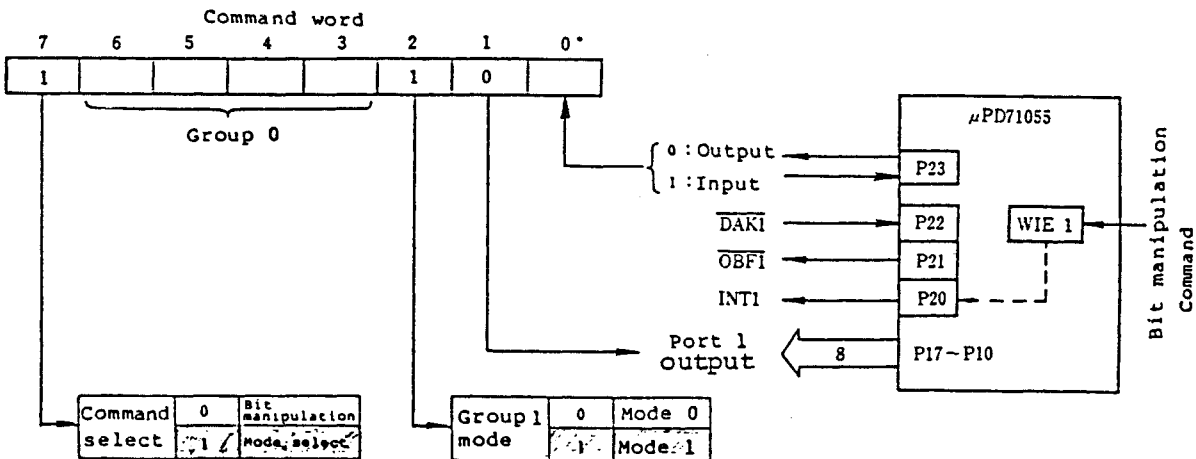 Command word
7 6 5 4 3 2 1 0*
1 1 0
Group 0
μPD71055
0 : Output
1 : Input
P23
DAK1
P22
WIE 1
OBF1
P21
INT1
P20
Port 1
output
8
P17~P10
Bit manipulation
Command
Command
select
0
Bit
manipulation
1
Mode select
Group 1
mode
0
Mode 0
1
Mode 1